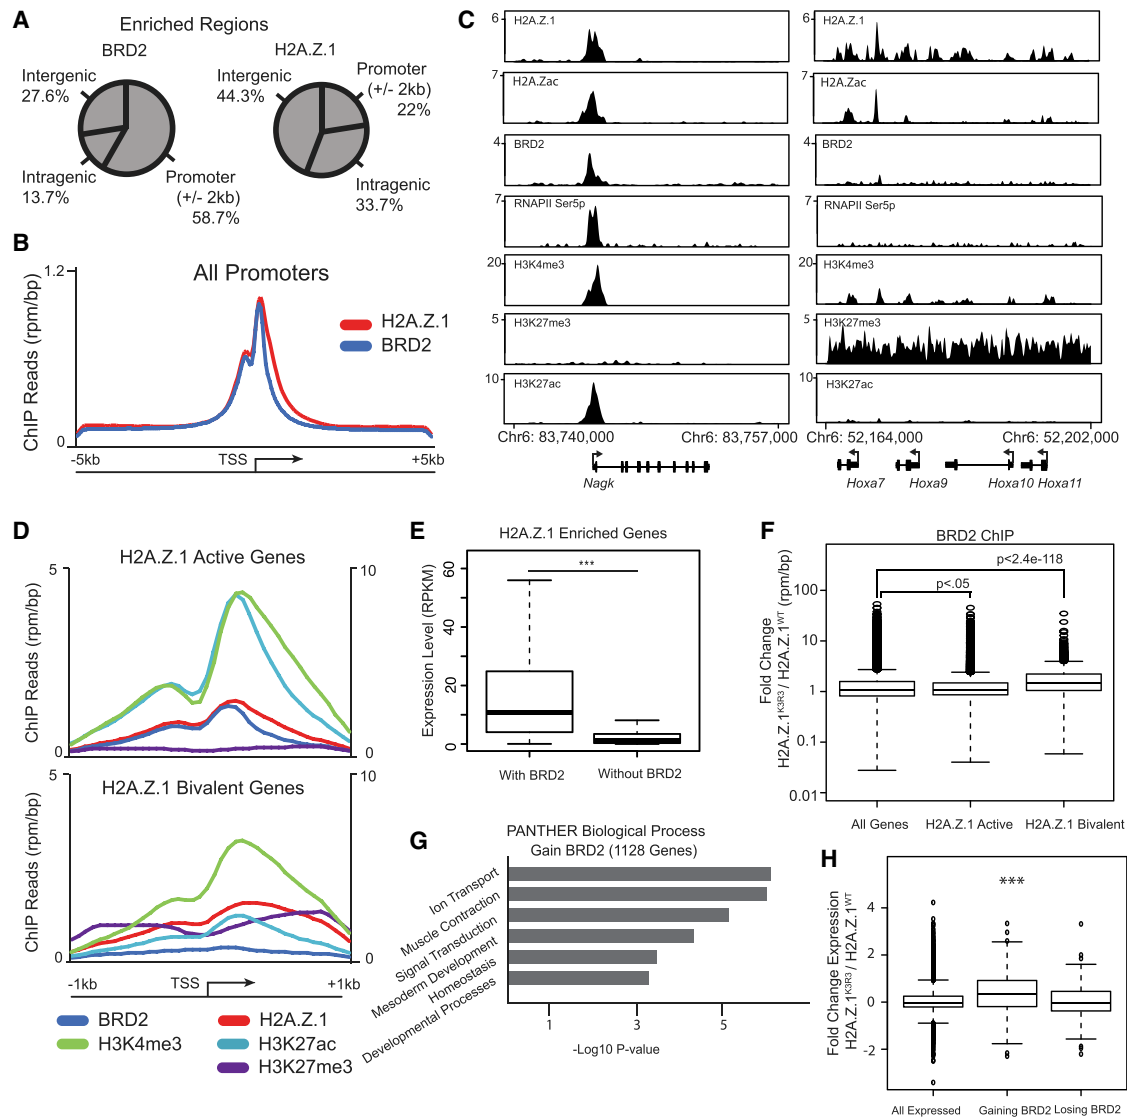 A
Enriched Regions
BRD2
H2A.Z.1
Intergenic
27.6%
Intragenic
13.7%
Promoter
(+/- 2kb)
58.7%
Intergenic
44.3%
Promoter
(+/- 2kb)
22%
Intragenic
33.7%
B
All Promoters
ChIP Reads (rpm/bp)
1.2
0
H2A.Z.1
BRD2
-5kb
TSS
+5kb
C
6
H2A.Z.1
7
H2A.Zac
4
BRD2
7
RNAPII Ser5p
20
H3K4me3
5
H3K27me3
10
H3K27ac
Chr6: 83,740,000
Chr6: 83,757,000
Nagk
6
H2A.Z.1
7
H2A.Zac
4
BRD2
7
RNAPII Ser5p
20
H3K4me3
5
H3K27me3
10
H3K27ac
Chr6: 52,164,000
Chr6: 52,202,000
Hoxa7
Hoxa9
Hoxa10
Hoxa11
D
H2A.Z.1 Active Genes
ChIP Reads (rpm/bp)
5
0
10
0
H2A.Z.1 Bivalent Genes
ChIP Reads (rpm/bp)
5
0
10
0
-1kb
TSS
+1kb
BRD2
H2A.Z.1
H3K4me3
H3K27ac
H3K27me3
E
H2A.Z.1 Enriched Genes
Expression Level (RPKM)
60
40
20
0
***
With BRD2
Without BRD2
F
BRD2 ChIP
Fold Change
H2A.Z.1K3R3 / H2A.Z.1WT (rpm/bp)
100
10
1
0.1
0.01
p<2.4e-118
p<.05
All Genes
H2A.Z.1 Active
H2A.Z.1 Bivalent
G
PANTHER Biological Process
Gain BRD2 (1128 Genes)
Ion Transport
Muscle Contraction
Signal Transduction
Mesoderm Development
Homeostasis
Developmental Processes
1
3
5
-Log10 P-value
H
Fold Change Expression
H2A.Z.1K3R3 / H2A.Z.1WT
4
2
0
-2
***
All Expressed
Gaining BRD2
Losing BRD2